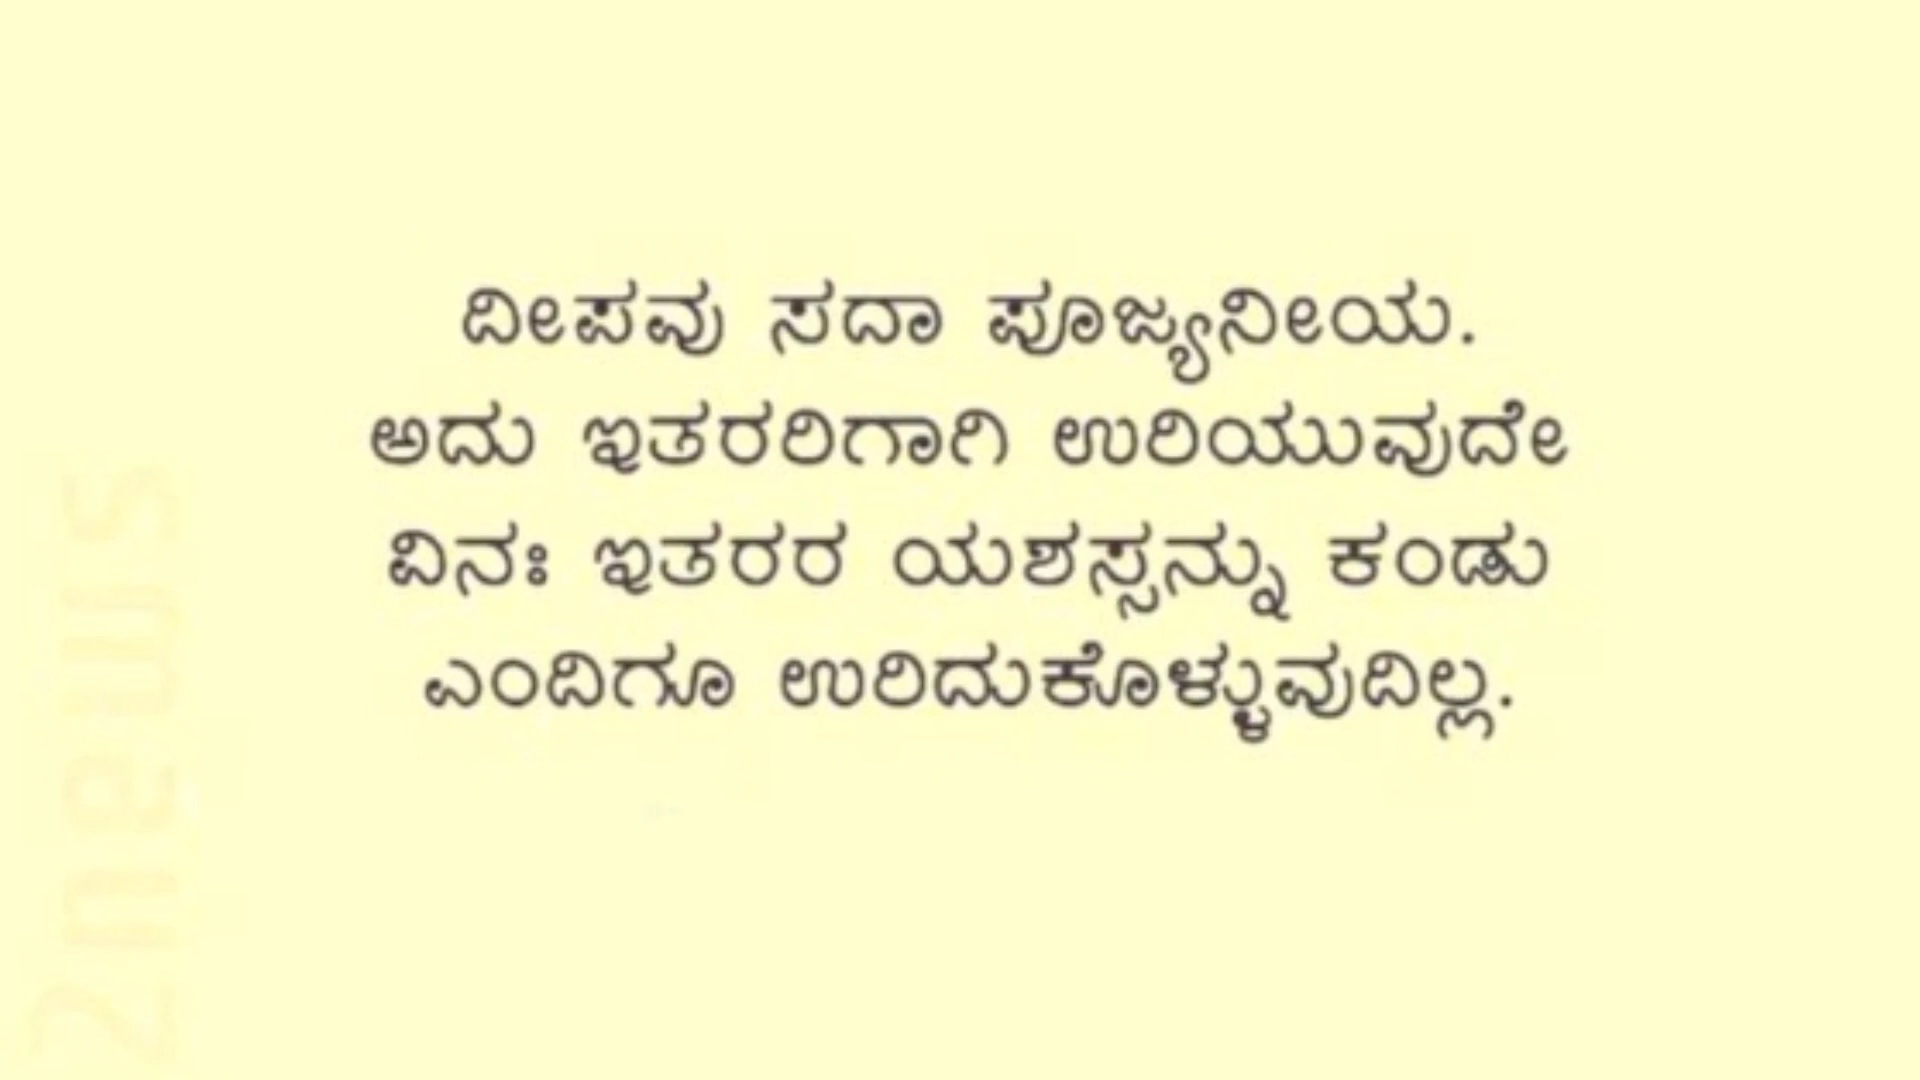 ದೀಪವು ಸದಾ ಪೂಜ್ಯನೀಯ.
ಅದು ಇತರರಿಗಾಗಿ ಉರಿಯುವುದೇ
ವಿನಃ ಇತರರ ಯಶಸ್ಸನ್ನು ಕಂಡು
ಎಂದಿಗೂ ಉರಿದುಕೊಳ್ಳುವುದಿಲ್ಲ.